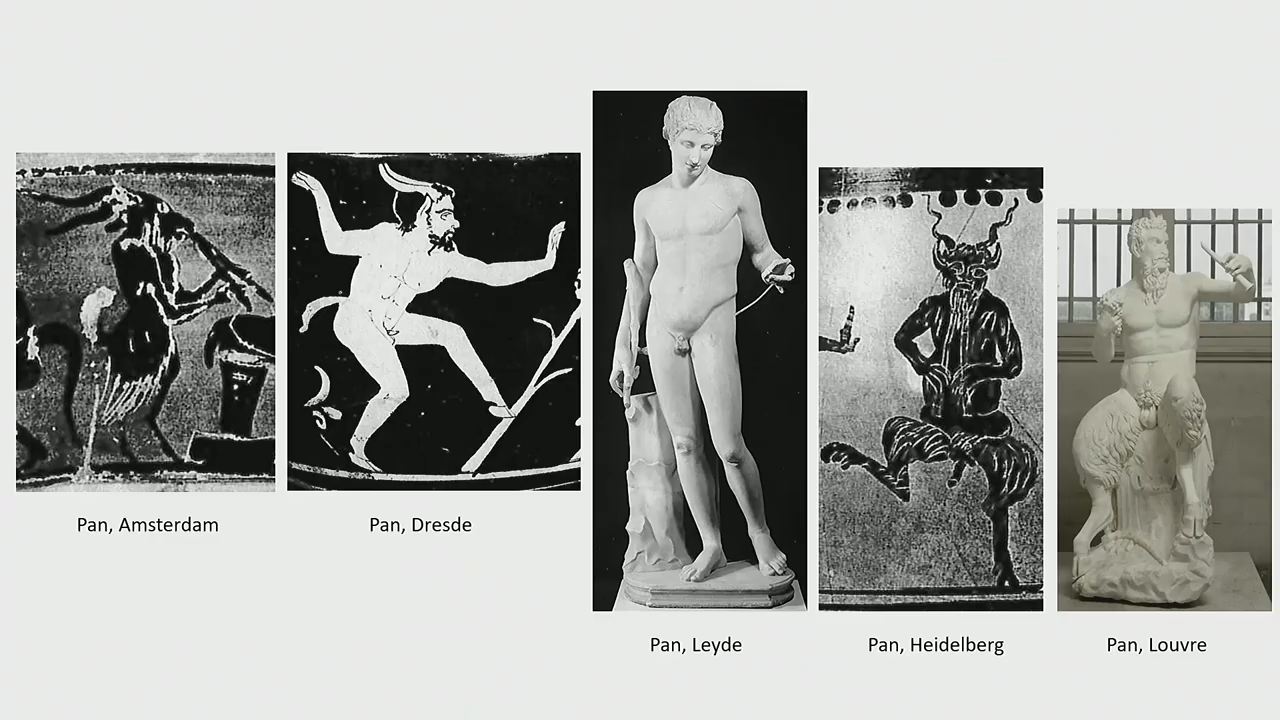 Pan, Amsterdam
Pan, Dresde
Pan, Leyde
Pan, Heidelberg
Pan, Louvre